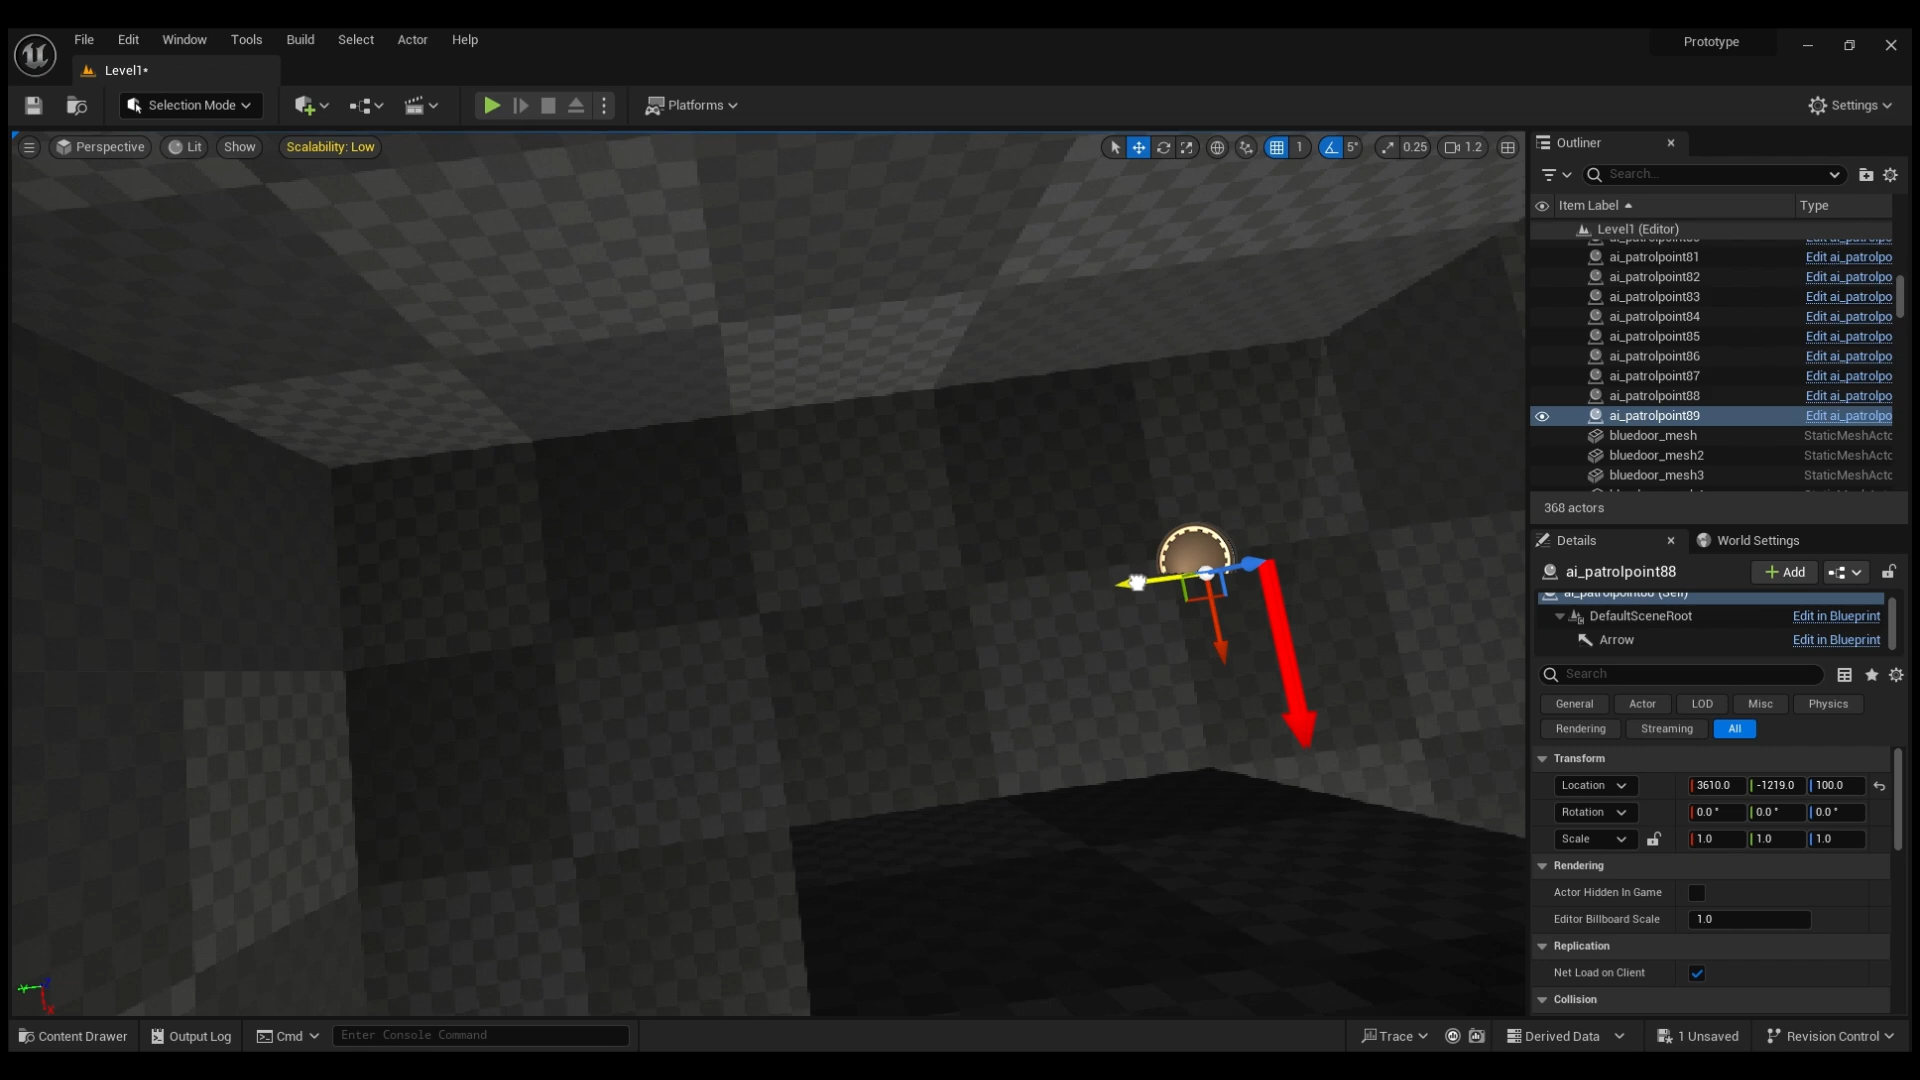 File Edit Window Tools Build Select Actor Help
Prototype
Level1*
Selection Mode
Platforms
Settings
Perspective Lit Show Scalability: Low
1 5° 0.25 1.2
Outliner
Search...
Item Label Type
Level1 (Editor)
ai_patrolpoint81 Edit ai_patrolpo
ai_patrolpoint82 Edit ai_patrolpo
ai_patrolpoint83 Edit ai_patrolpo
ai_patrolpoint84 Edit ai_patrolpo
ai_patrolpoint85 Edit ai_patrolpo
ai_patrolpoint86 Edit ai_patrolpo
ai_patrolpoint87 Edit ai_patrolpo
ai_patrolpoint88 Edit ai_patrolpo
ai_patrolpoint89 Edit ai_patrolpo
bluedoor_mesh StaticMeshActo
bluedoor_mesh2 StaticMeshActo
bluedoor_mesh3 StaticMeshActo
368 actors
Details World Settings
ai_patrolpoint88 + Add
ai_patrolpoint88 (Self)
DefaultSceneRoot Edit in Blueprint
Arrow Edit in Blueprint
Search
General Actor LOD Misc Physics
Rendering Streaming All
Transform
Location 3610.0 -1219.0 100.0
Rotation 0.0 ° 0.0 ° 0.0 °
Scale 1.0 1.0 1.0
Rendering
Actor Hidden In Game
Editor Billboard Scale 1.0
Replication
Net Load on Client
Collision
Y Z X
Content Drawer Output Log Cmd Enter Console Command Trace Derived Data 1 Unsaved Revision Control